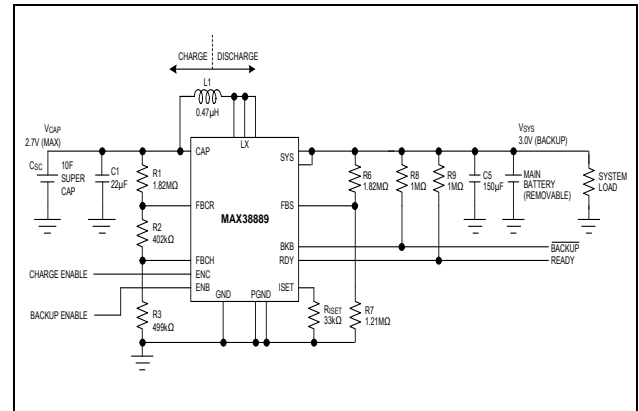 CHARGE DISCHARGE
L1
0.47µH
VCAP
2.7V (MAX)
VSYS
3.0V (BACKUP)
CAP
LX
SYS
CSC
10F
SUPER
CAP
C1
22µF
R1
1.82MΩ
R6
1.82MΩ
R8
1MΩ
R9
1MΩ
C5
150µF
MAIN
BATTERY
(REMOVABLE)
SYSTEM
LOAD
FBCR
MAX38889
FBS
R2
402kΩ
BKB
BACKUP
FBCH
RDY
READY
CHARGE ENABLE
ENC
ISET
ENB
BACKUP ENABLE
GND
PGND
R3
499kΩ
RISET
33kΩ
R7
1.21MΩ